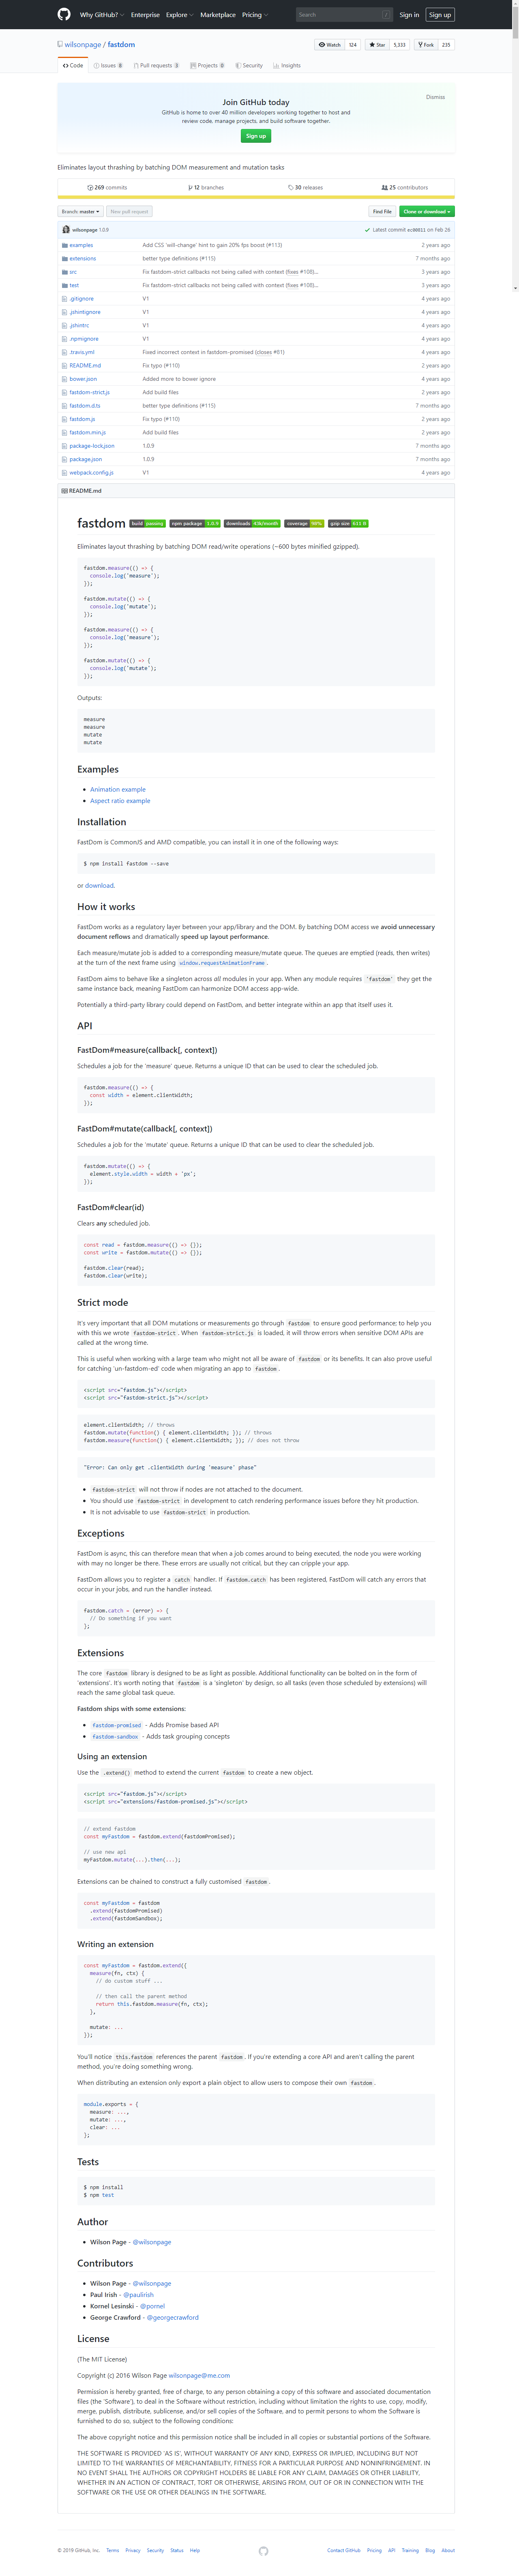 Why GitHub? Enterprise Explore Marketplace Pricing Search / Sign in Sign up
wilsonpage / fastdom Watch 124 Star 5,333 Fork 235
Code Issues 8 Pull requests 3 Projects 0 Security Insights
Dismiss
Join GitHub today
GitHub is home to over 40 million developers working together to host and
review code, manage projects, and build software together.
Sign up
Eliminates layout thrashing by batching DOM measurement and mutation tasks
269 commits 12 branches 30 releases 25 contributors
Branch: master New pull request Find File Clone or download
wilsonpage 1.0.9 Latest commit on Feb 26
examples Add CSS 'will-change' hint to gain 20% fps boost (#113) 2 years ago
extensions better type definitions (#115) 7 months ago
src Fix fastdom-strict callbacks not being called with context (fixes #108)... 3 years ago
test Fix fastdom-strict callbacks not being called with context (fixes #108)... 3 years ago
.gitignore V1 4 years ago
.jshintignore V1 4 years ago
.jshintrc V1 4 years ago
.npmignore V1 4 years ago
.travis.yml Fixed incorrect context in fastdom-promised (closes #81) 4 years ago
README.md Fix typo (#110) 2 years ago
bower.json Added more to bower ignore 4 years ago
fastdom-strict.js Add build files 2 years ago
fastdom.d.ts better type definitions (#115) 7 months ago
fastdom.js Fix typo (#110) 2 years ago
fastdom.min.js Add build files 2 years ago
package-lock.json 1.0.9 7 months ago
package.json 1.0.9 7 months ago
webpack.config.js V1 4 years ago
README.md
fastdom build passing npm package 1.0.9 downloads 45k/month coverage 98% gzip size 633 B
Eliminates layout thrashing by batching DOM read/write operations (~600 bytes minified gzipped).
fastdom.measure(() => {
console.log('measure');
});
fastdom.mutate(() => {
console.log('mutate');
});
fastdom.measure(() => {
console.log('measure');
});
fastdom.mutate(() => {
console.log('mutate');
});
Outputs:
measure
measure
mutate
mutate
Examples
Animation example
Aspect ratio example
Installation
FastDom is CommonJS and AMD compatible, you can install it in one of the following ways:
$ npm install fastdom --save
or download.
How it works
FastDom works as a regulatory layer between your app/library and the DOM. By batching DOM access we avoid unnecessary
document reflows and dramatically speed up layout performance.
Each measure/mutate job is added to a corresponding measure/mutate queue. The queues are emptied (reads, then writes)
at the turn of the next frame using window.requestAnimationFrame.
FastDom aims to behave like a singleton across all modules in your app. When any module requires 'fastdom' they get the
same instance back, meaning FastDom can harmonize DOM access app-wide.
Potentially a third-party library could depend on FastDom, and better integrate within an app that itself uses it.
API
FastDom#measure(callback[, context])
Schedules a job for the 'measure' queue. Returns a unique ID that can be used to clear the scheduled job.
fastdom.measure(() => {
const width = element.clientWidth;
});
FastDom#mutate(callback[, context])
Schedules a job for the 'mutate' queue. Returns a unique ID that can be used to clear the scheduled job.
fastdom.mutate(() => {
element.style.width = width + 'px';
});
FastDom#clear(id)
Clears any scheduled job.
const read = fastdom.measure(() => {});
const write = fastdom.mutate(() => {});
fastdom.clear(read);
fastdom.clear(write);
Strict mode
It's very important that all DOM mutations or measurements go through fastdom to ensure good performance; to help you
with this we wrote fastdom-strict. When fastdom-strict.js is loaded, it will throw errors when sensitive DOM APIs are
called at the wrong time.
This is useful when working with a large team who might not all be aware of fastdom or its benefits. It can also prove useful
for catching 'un-fastdom-ed' code when migrating an app to fastdom.
<script src="fastdom.js"></script>
<script src="fastdom-strict.js"></script>
element.clientWidth; // throws
fastdom.mutate(function() { element.clientWidth; }); // throws
fastdom.measure(function() { element.clientWidth; }); // does not throw
"Error: Can only get .clientWidth during 'measure' phase"
fastdom-strict will not throw if nodes are not attached to the document.
You should use fastdom-strict in development to catch rendering performance issues before they hit production.
It is not advisable to use fastdom-strict in production.
Exceptions
FastDom is async, this can therefore mean that when a job comes around to being executed, the node you were working
with may no longer be there. These errors are usually not critical, but they can cripple your app.
FastDom allows you to register a catch handler. If fastdom.catch has been registered, FastDom will catch any errors that
occur in your jobs, and run the handler instead.
fastdom.catch = (error) => {
// Do something if you want
};
Extensions
The core fastdom library is designed to be as light as possible. Additional functionality can be bolted on in the form of
'extensions'. It's worth noting that fastdom is a 'singleton' by design, so all tasks (even those scheduled by extensions) will
reach the same global task queue.
Fastdom ships with some extensions:
fastdom-promised - Adds Promise based API
fastdom-sandbox - Adds task grouping concepts
Using an extension
Use the .extend() method to extend the current fastdom to create a new object.
<script src="fastdom.js"></script>
<script src="extensions/fastdom-promised.js"></script>
// extend fastdom
const myFastdom = fastdom.extend(fastdomPromised);
// use new api
myFastdom.mutate(...).then(...);
Extensions can be chained to construct a fully customised fastdom.
const myFastdom = fastdom
.extend(fastdomPromised)
.extend(fastdomSandbox);
Writing an extension
const myFastdom = fastdom.extend({
measure(fn, ctx) {
// do custom stuff ...
// then call the parent method
return this.fastdom.measure(fn, ctx);
},
mutate: ...
});
You'll notice this.fastdom references the parent fastdom. If you're extending a core API and aren't calling the parent
method, you're doing something wrong.
When distributing an extension only export a plain object to allow users to compose their own fastdom.
module.exports = {
measure: ...,
mutate: ...,
clear: ...
};
Tests
$ npm install
$ npm test
Author
Wilson Page - @wilsonpage
Contributors
Wilson Page - @wilsonpage
Paul Irish - @paulirish
Kornel Lesinski - @pornel
George Crawford - @georgecrawford
License
(The MIT License)
Copyright (c) 2016 Wilson Page wilsonpage@me.com
Permission is hereby granted, free of charge, to any person obtaining a copy of this software and associated documentation
files (the 'Software'), to deal in the Software without restriction, including without limitation the rights to use, copy, modify,
merge, publish, distribute, sublicense, and/or sell copies of the Software, and to permit persons to whom the Software is
furnished to do so, subject to the following conditions:
The above copyright notice and this permission notice shall be included in all copies or substantial portions of the Software.
THE SOFTWARE IS PROVIDED 'AS IS', WITHOUT WARRANTY OF ANY KIND, EXPRESS OR IMPLIED, INCLUDING BUT NOT
LIMITED TO THE WARRANTIES OF MERCHANTABILITY, FITNESS FOR A PARTICULAR PURPOSE AND NONINFRINGEMENT. IN
NO EVENT SHALL THE AUTHORS OR COPYRIGHT HOLDERS BE LIABLE FOR ANY CLAIM, DAMAGES OR OTHER LIABILITY,
WHETHER IN AN ACTION OF CONTRACT, TORT OR OTHERWISE, ARISING FROM, OUT OF OR IN CONNECTION WITH THE
SOFTWARE OR THE USE OR OTHER DEALINGS IN THE SOFTWARE.
© 2019 GitHub, Inc. Terms Privacy Security Status Help Contact GitHub Pricing API Training Blog About